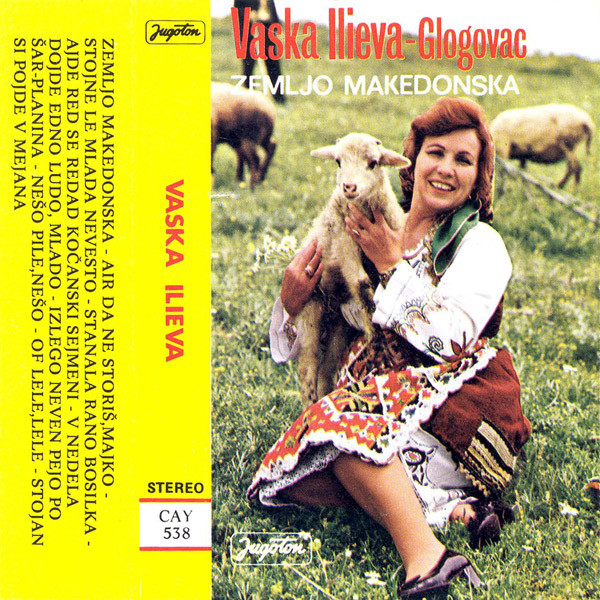 Jugoton
Vaska Ilieva-Glogovac
ZEMLJO MAKEDONSKA
ZEMLJO MAKEDONSKA - AIR DA NE STORIŠ,MAJKO -
STOJNE LE MLADA NEVESTO - STANALA RANO BOSILKA -
AJDE RED SE REDAD KOČANSKI SEJMENI - V NEDELA
DOJDE EDNO LUDO, MLADO - IZLEGO NEVEN PEJO PO
ŠAR-PLANINA - NEŠO PILE,NEŠO - OF LELE,LELE - STOJAN
SI POJDE V MEJANA
VASKA ILIEVA
STEREO
CAY
538
Jugoton